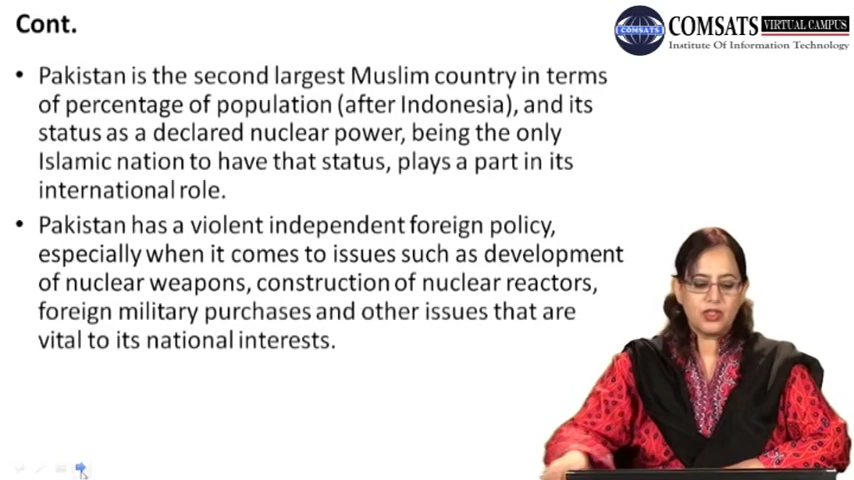 Cont.
COMSATS VIRTUAL CAMPUS
Institute Of Information Technology
COMSATS
• Pakistan is the second largest Muslim country in terms
of percentage of population (after Indonesia), and its
status as a declared nuclear power, being the only
Islamic nation to have that status, plays a part in its
international role.
• Pakistan has a violent independent foreign policy,
especially when it comes to issues such as development
of nuclear weapons, construction of nuclear reactors,
foreign military purchases and other issues that are
vital to its national interests.